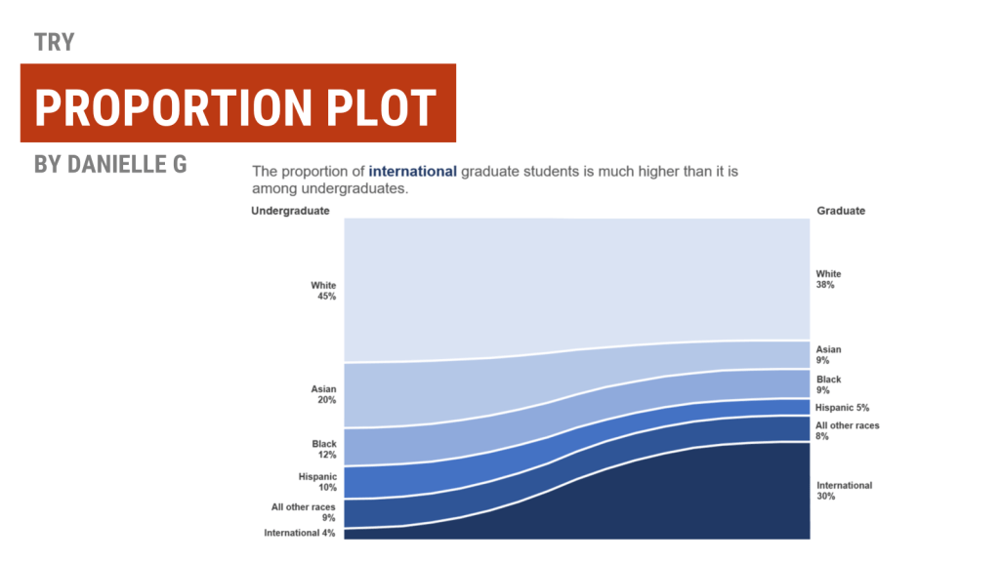 TRY
PROPORTION PLOT
BY DANIELLE G
The proportion of international graduate students is much higher than it is
among undergraduates.
Undergraduate
Graduate
White
45%
Asian
20%
Black
12%
Hispanic
10%
All other races
9%
International 4%
White
38%
Asian
9%
Black
9%
Hispanic 5%
All other races
8%
International
30%